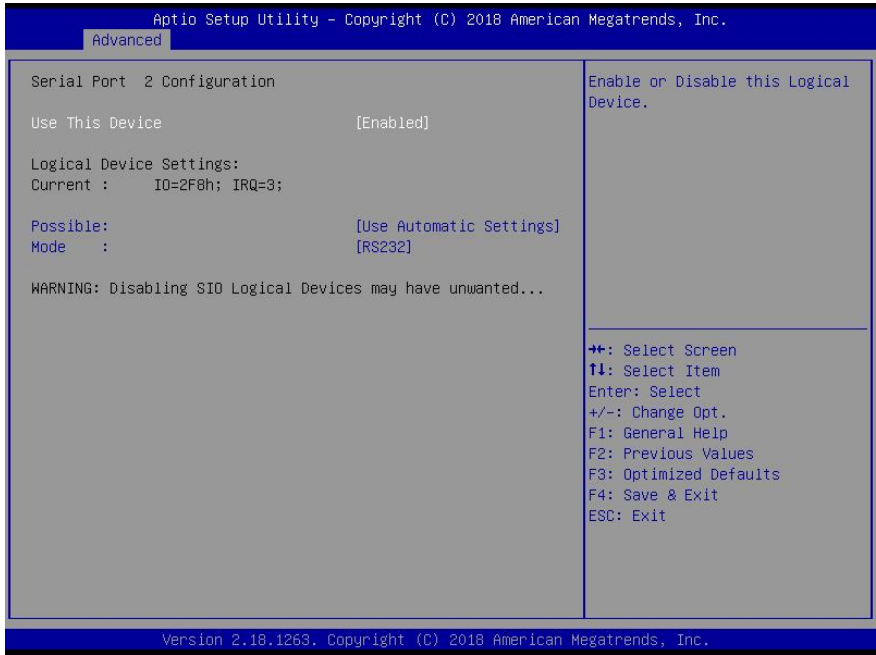 Aptio Setup Utility – Copyright (C) 2018 American Megatrends, Inc.
Advanced
Serial Port 2 Configuration
Use This Device [Enabled]
Logical Device Settings:
Current : IO=2F8h; IRQ=3;
Possible: [Use Automatic Settings]
Mode : [RS232]
WARNING: Disabling SIO Logical Devices may have unwanted...
Enable or Disable this Logical
Device.
→←: Select Screen
↑↓: Select Item
Enter: Select
+/-: Change Opt.
F1: General Help
F2: Previous Values
F3: Optimized Defaults
F4: Save & Exit
ESC: Exit
Version 2.18.1263. Copyright (C) 2018 American Megatrends, Inc.